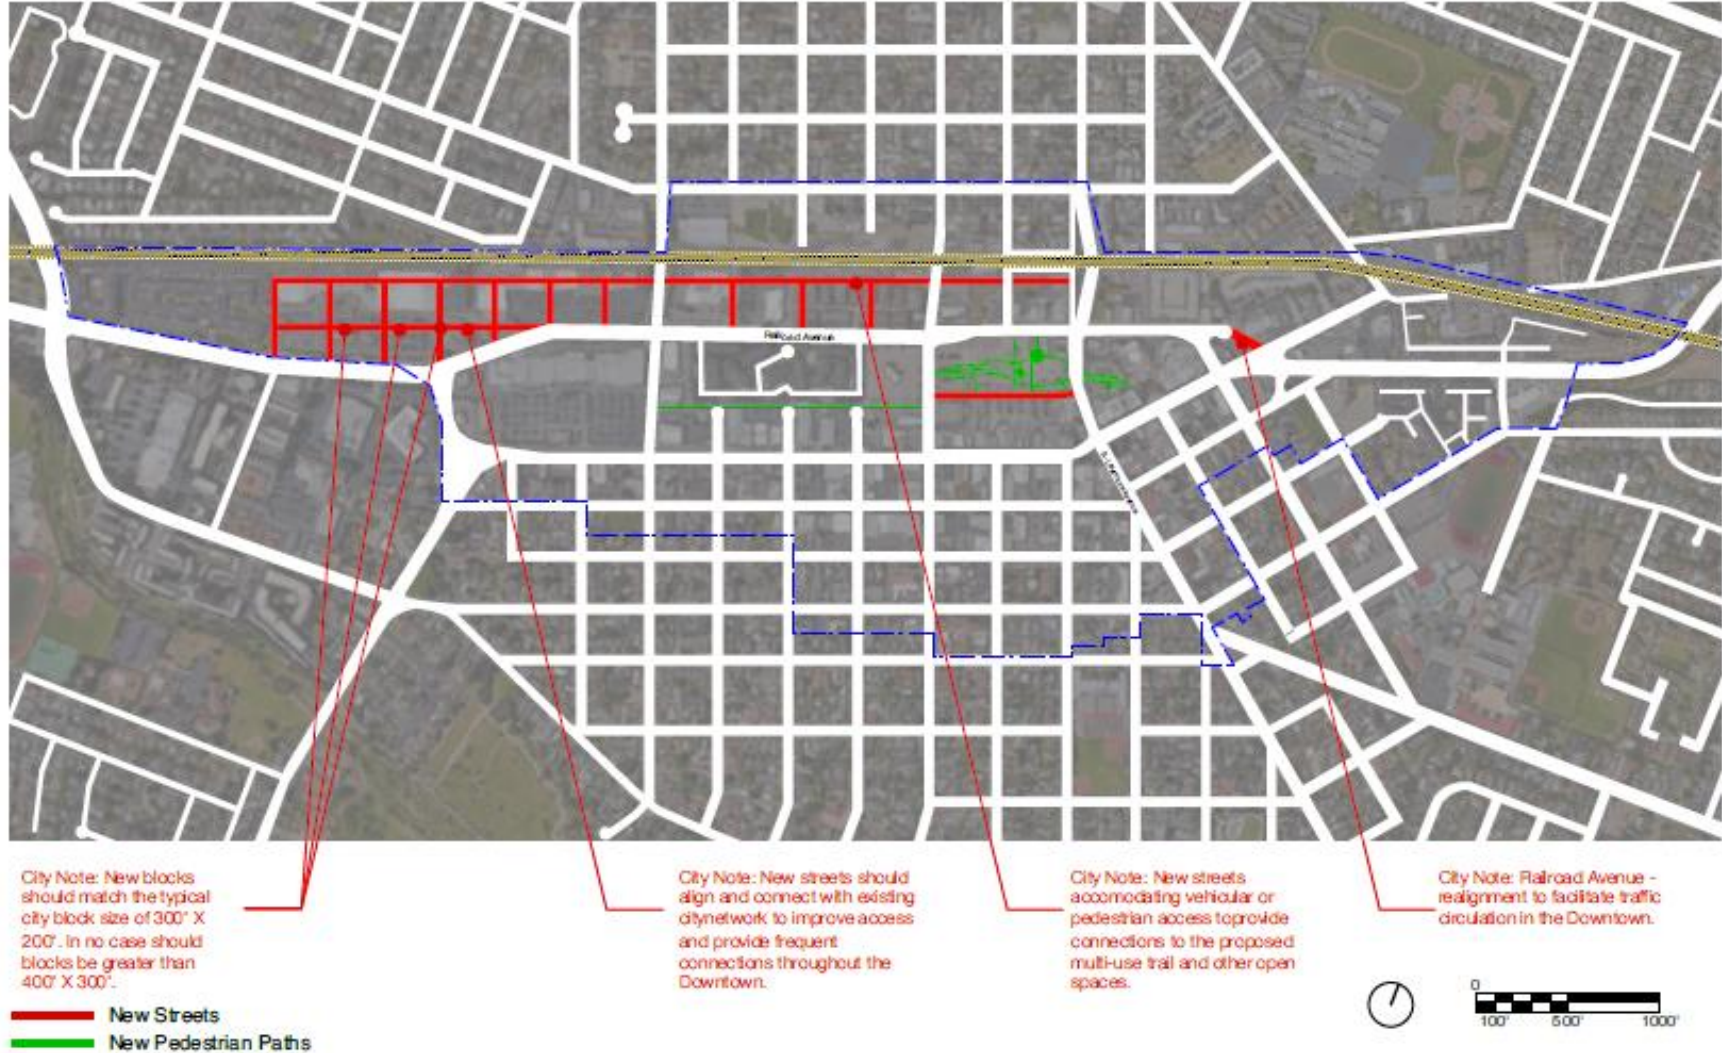 Railroad Avenue
City Note: New blocks
should match the typical
city block size of 300' X
200'. In no case should
blocks be greater than
400' X 300'.
City Note: New streets should
align and connect with existing
citynetwork to improve access
and provide frequent
connections throughout the
Downtown.
City Note: New streets
accomodating vehicular or
pedestrian access toprovide
connections to the proposed
multi-use trail and other open
spaces.
City Note: Railroad Avenue -
realignment to facilitate traffic
circulation in the Downtown.
New Streets
New Pedestrian Paths
0
100' 500' 1000'